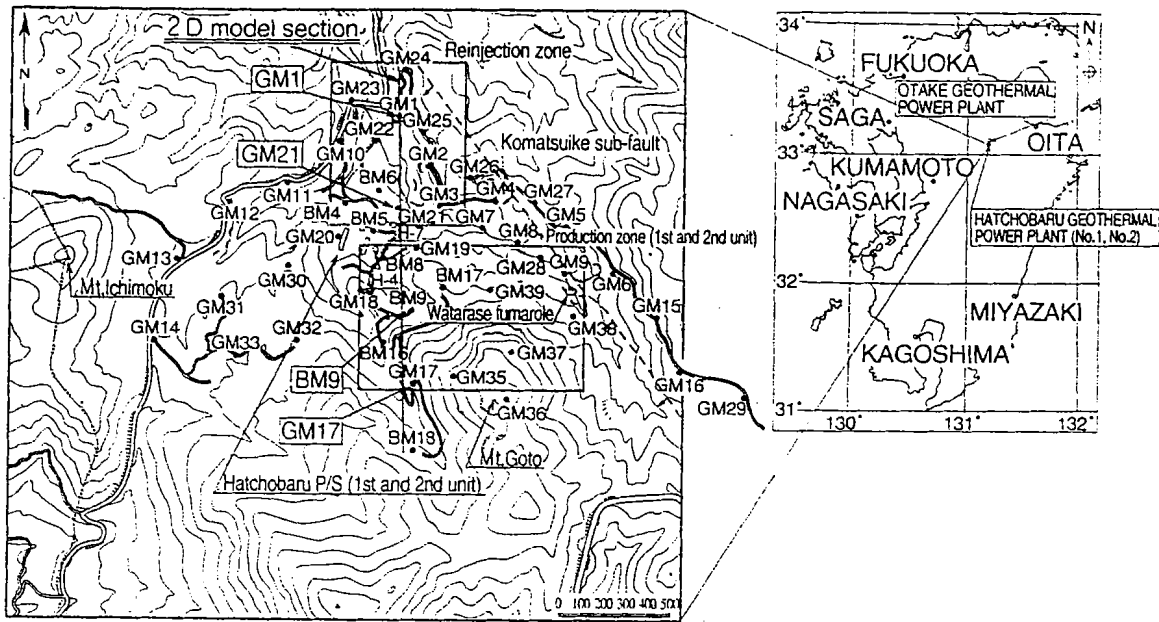 2 D model section
Reinjection zone
N
GM24
GM1
GM23
GM1
GM25
GM22
GM21
GM10
GM2
GM26
Komatsuike sub-fault
BM6
GM11
GM3
GM4
GM27
GM12
BM4
BM5
GM21
GM7
GM5
H-7
GM8
GM20
GM19
Production zone (1st and 2nd unit)
GM13
BM8
GM28
GM9
GM30
H-4
BM17
GM6
Mt.Ichimoku
GM18
GM39
GM31
BM9
GM15
GM14
Watarase fumarole
GM38
GM33
GM32
BM16
GM37
BM9
GM17
GM35
GM16
GM29
GM17
GM36
BM18
Mt.Goto
Hatchobaru P/S (1st and 2nd unit)
0 100 200 300 400 500
34
N
FUKUOKA
OTAKE GEOTHERMAL
POWER PLANT
SAGA
OITA
33
KUMAMOTO
NAGASAKI
HATCHOBARU GEOTHERMAL
POWER PLANT (No.1, No.2)
32
MIYAZAKI
KAGOSHIMA
31
130
131
132